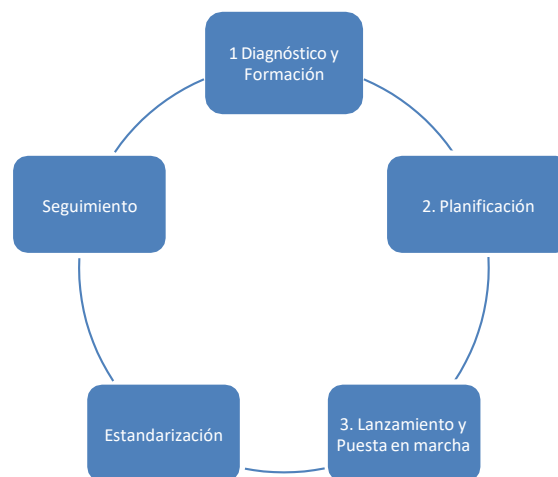 1 Diagnóstico y
Formación
2. Planificación
3. Lanzamiento y
Puesta en marcha
Estandarización
Seguimiento